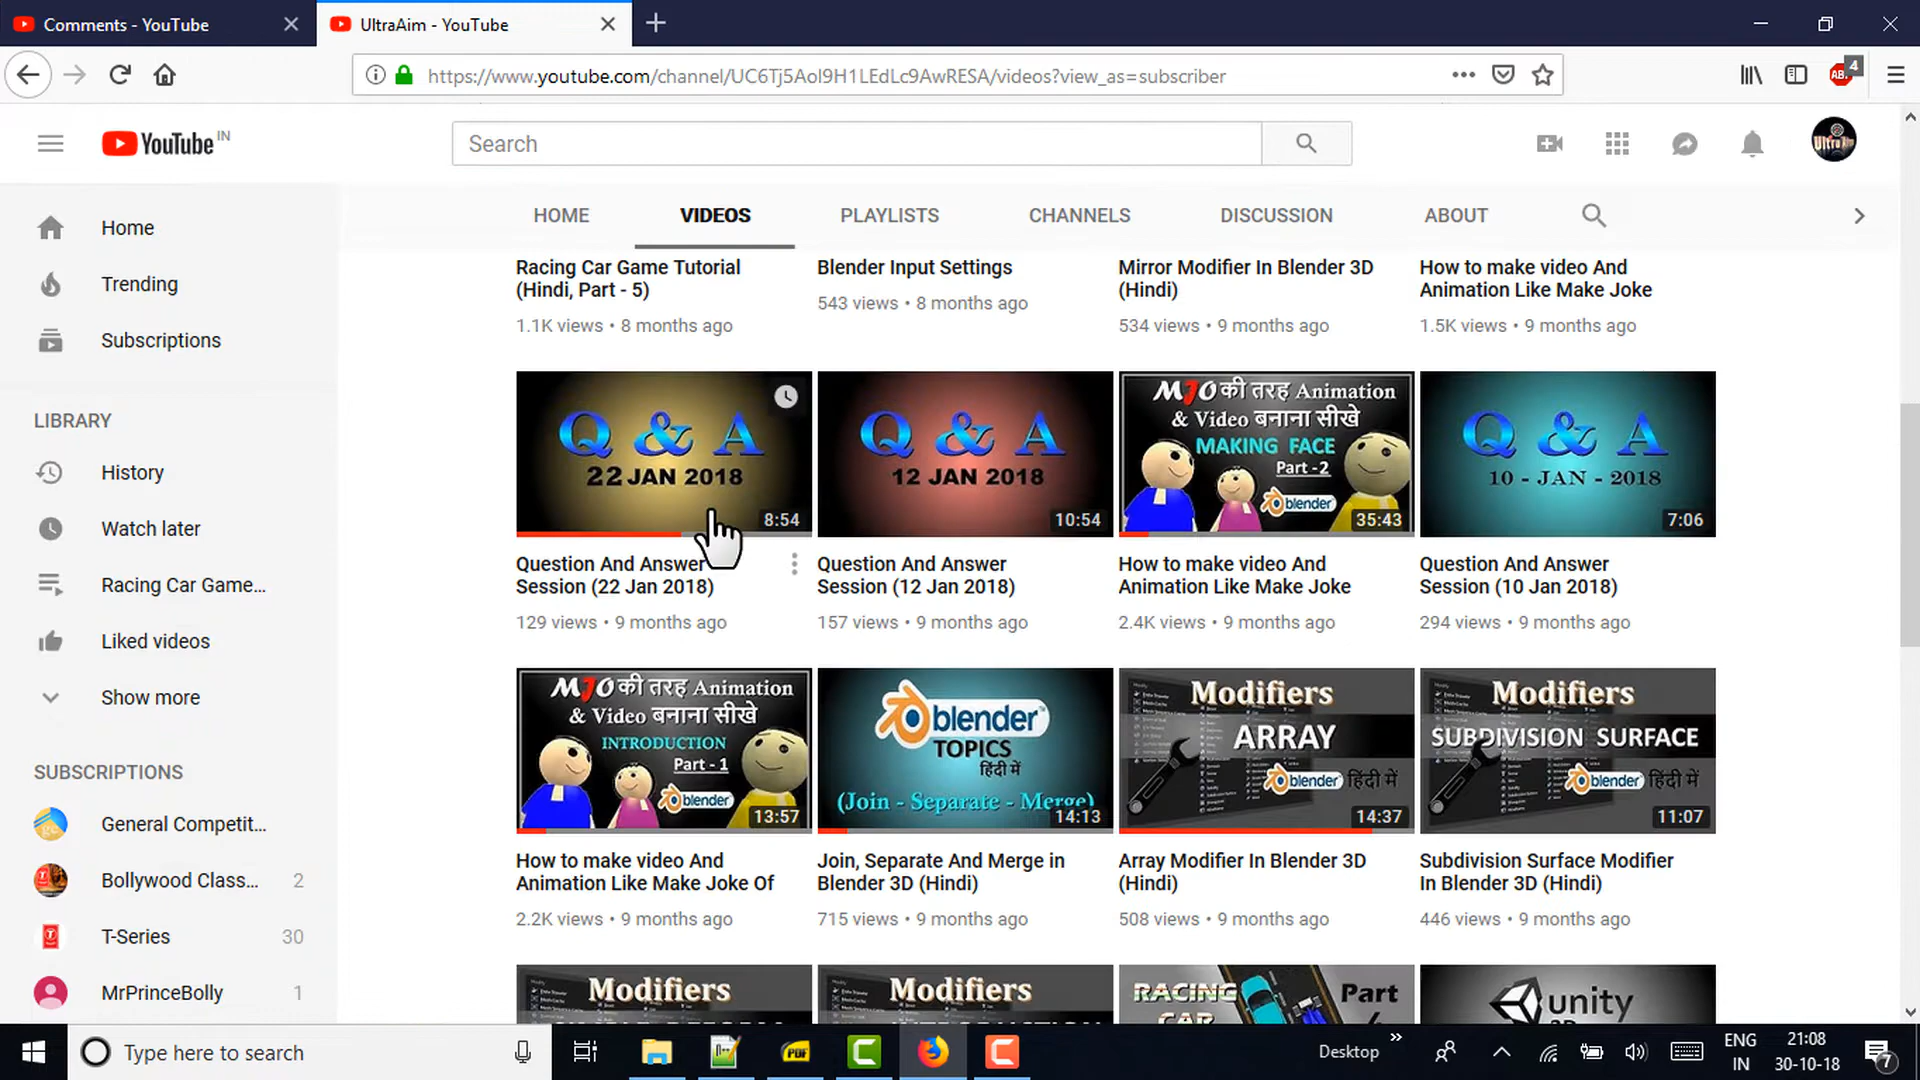 Comments - YouTube
UltraAim - YouTube
https://www.youtube.com/channel/UC6Tj5AoI9H1LEdLc9AwRESA/videos?view_as=subscriber
ABP
4
YouTube IN
Search
Ultra Aim
HOME
VIDEOS
PLAYLISTS
CHANNELS
DISCUSSION
ABOUT
Home
Trending
Subscriptions
LIBRARY
History
Watch later
Racing Car Game...
Liked videos
Show more
SUBSCRIPTIONS
General Competit...
Bollywood Class... 2
T-Series 30
MrPrinceBolly 1
Racing Car Game Tutorial
(Hindi, Part - 5)
1.1K views • 8 months ago
Blender Input Settings
543 views • 8 months ago
Mirror Modifier In Blender 3D
(Hindi)
534 views • 9 months ago
How to make video And
Animation Like Make Joke
1.5K views • 9 months ago
Q & A
22 JAN 2018
8:54
Question And Answer
Session (22 Jan 2018)
129 views • 9 months ago
Q & A
12 JAN 2018
10:54
Question And Answer
Session (12 Jan 2018)
157 views • 9 months ago
MJO की तरह Animation
& Video बनाना सीखे
MAKING FACE
Part -2
blender
35:43
How to make video And
Animation Like Make Joke
2.4K views • 9 months ago
Q & A
10 - JAN - 2018
7:06
Question And Answer
Session (10 Jan 2018)
294 views • 9 months ago
MJO की तरह Animation
& Video बनाना सीखे
INTRODUCTION
Part - 1
blender
13:57
How to make video And
Animation Like Make Joke Of
2.2K views • 9 months ago
blender
TOPICS
हिंदी में
(Join - Separate - Merge)
14:13
Join, Separate And Merge in
Blender 3D (Hindi)
715 views • 9 months ago
Modifiers
ARRAY
blender हिंदी में
14:37
Array Modifier In Blender 3D
(Hindi)
508 views • 9 months ago
Modifiers
SUBDIVISION SURFACE
blender हिंदी में
11:07
Subdivision Surface Modifier
In Blender 3D (Hindi)
446 views • 9 months ago
Modifiers
Modifiers
INTRODUCTION
RACING
CAR
Part
unity
Type here to search
PDF
Desktop
ENG
IN
21:08
30-10-18
7